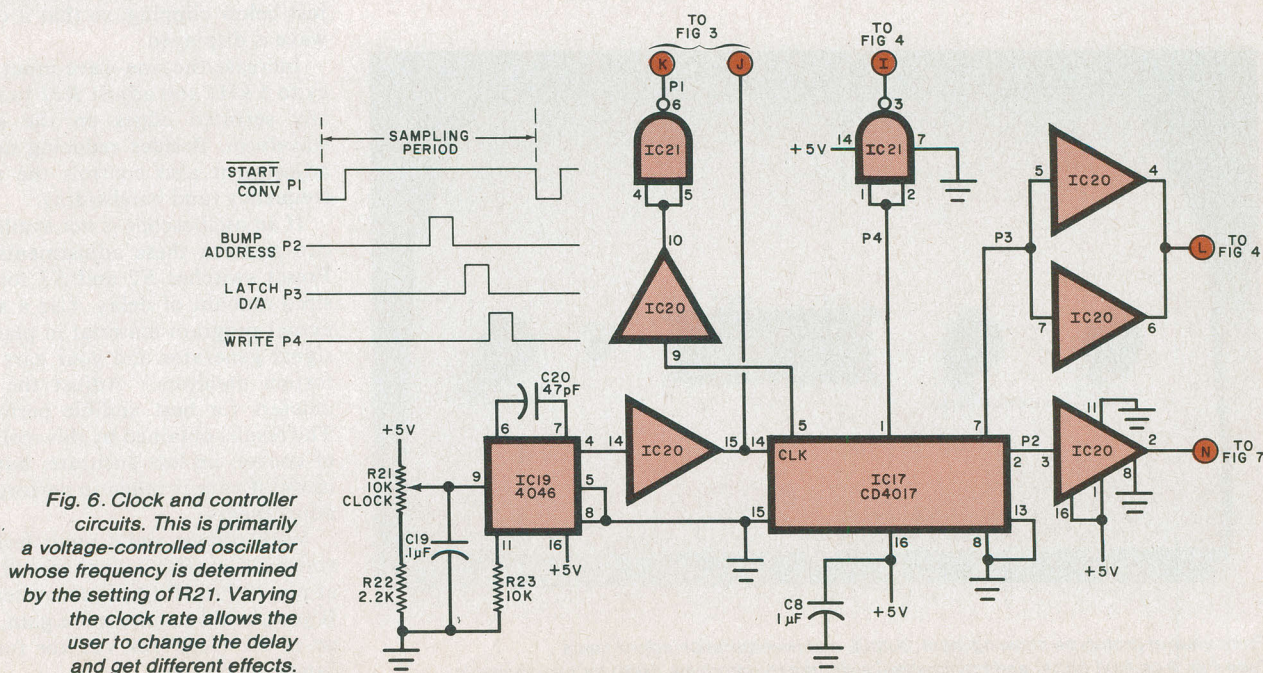 TO
FIG 3
K
J
P1
6
IC21
4
5
10
IC20
9
TO
FIG 4
I
3
+5V
14
IC21
7
1
2
P4
5
IC20
4
P3
L
TO
FIG 4
7
IC20
6
SAMPLING
PERIOD
START
CONV P1
BUMP
ADDRESS P2
LATCH
D/A P3
WRITE P4
C20
47pF
6
7
+5V
R21
10K
CLOCK
9
IC19
4046
4
5
8
11
16
+5V
C19
.1µF
R22
2.2K
R23
10K
14
IC20
15
14
CLK
5
1
7
IC17
CD4017
15
2
13
8
16
P2
3
IC20
11
2
8
1
16
+5V
N
TO
FIG 7
C8
1µF
+5V
Fig. 6. Clock and controller
circuits. This is primarily
a voltage-controlled oscillator
whose frequency is determined
by the setting of R21. Varying
the clock rate allows the
user to change the delay
and get different effects.